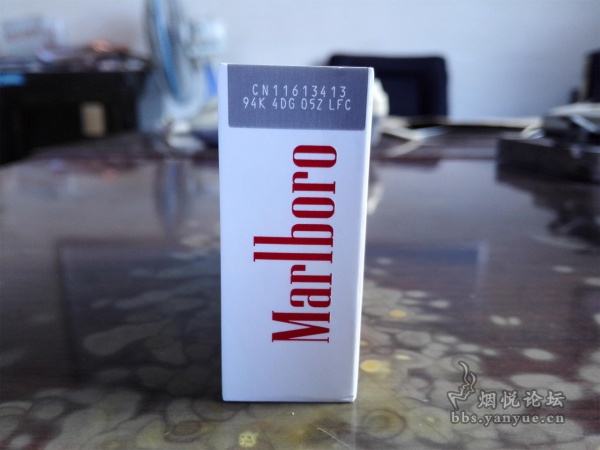 CN11613413
94K 4DG 05Z LFC
Marlboro
烟悦论坛
bbs.yanyue.cn